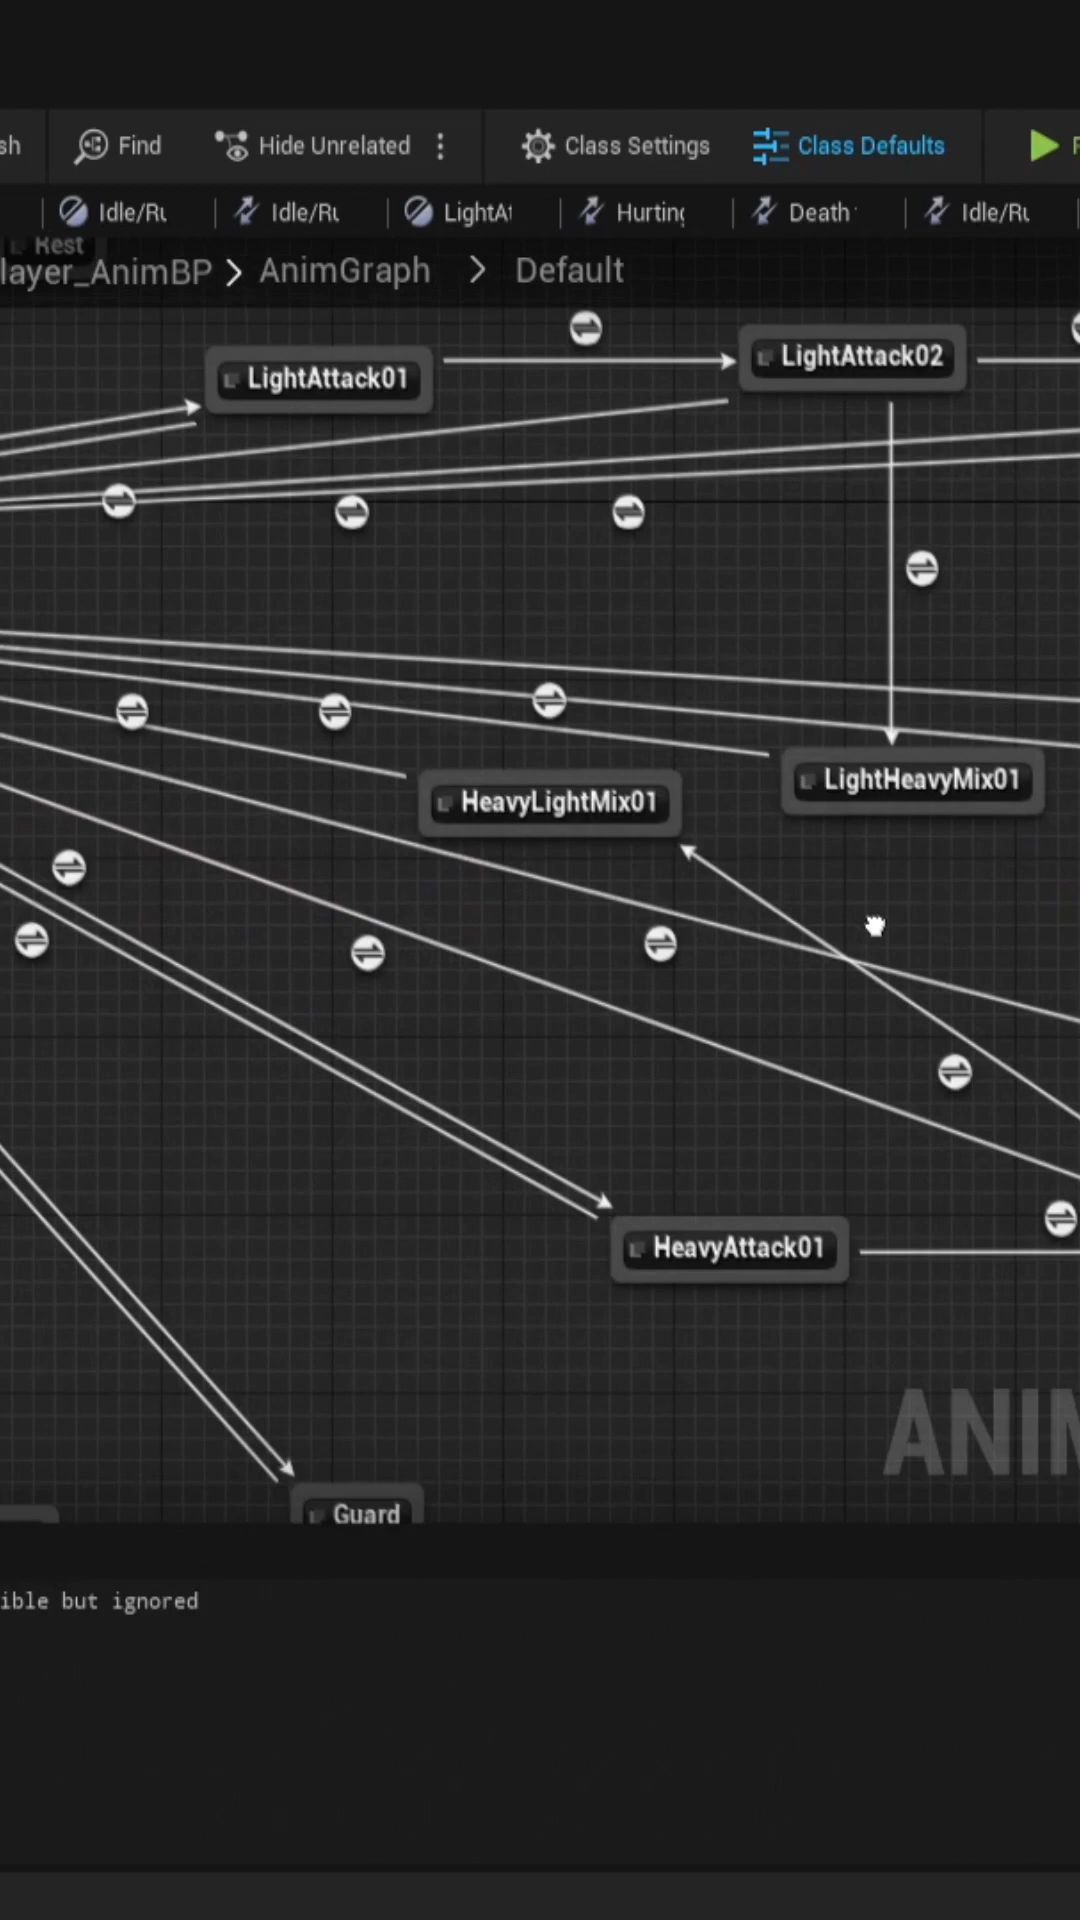 sh Find Hide Unrelated Class Settings Class Defaults
Idle/Ru Idle/Ru LightAt Hurting Death Idle/Ru
Rest
layer_AnimBP > AnimGraph > Default
LightAttack01
LightAttack02
LightHeavyMix01
HeavyLightMix01
HeavyAttack01
ANIM
Guard
ible but ignored